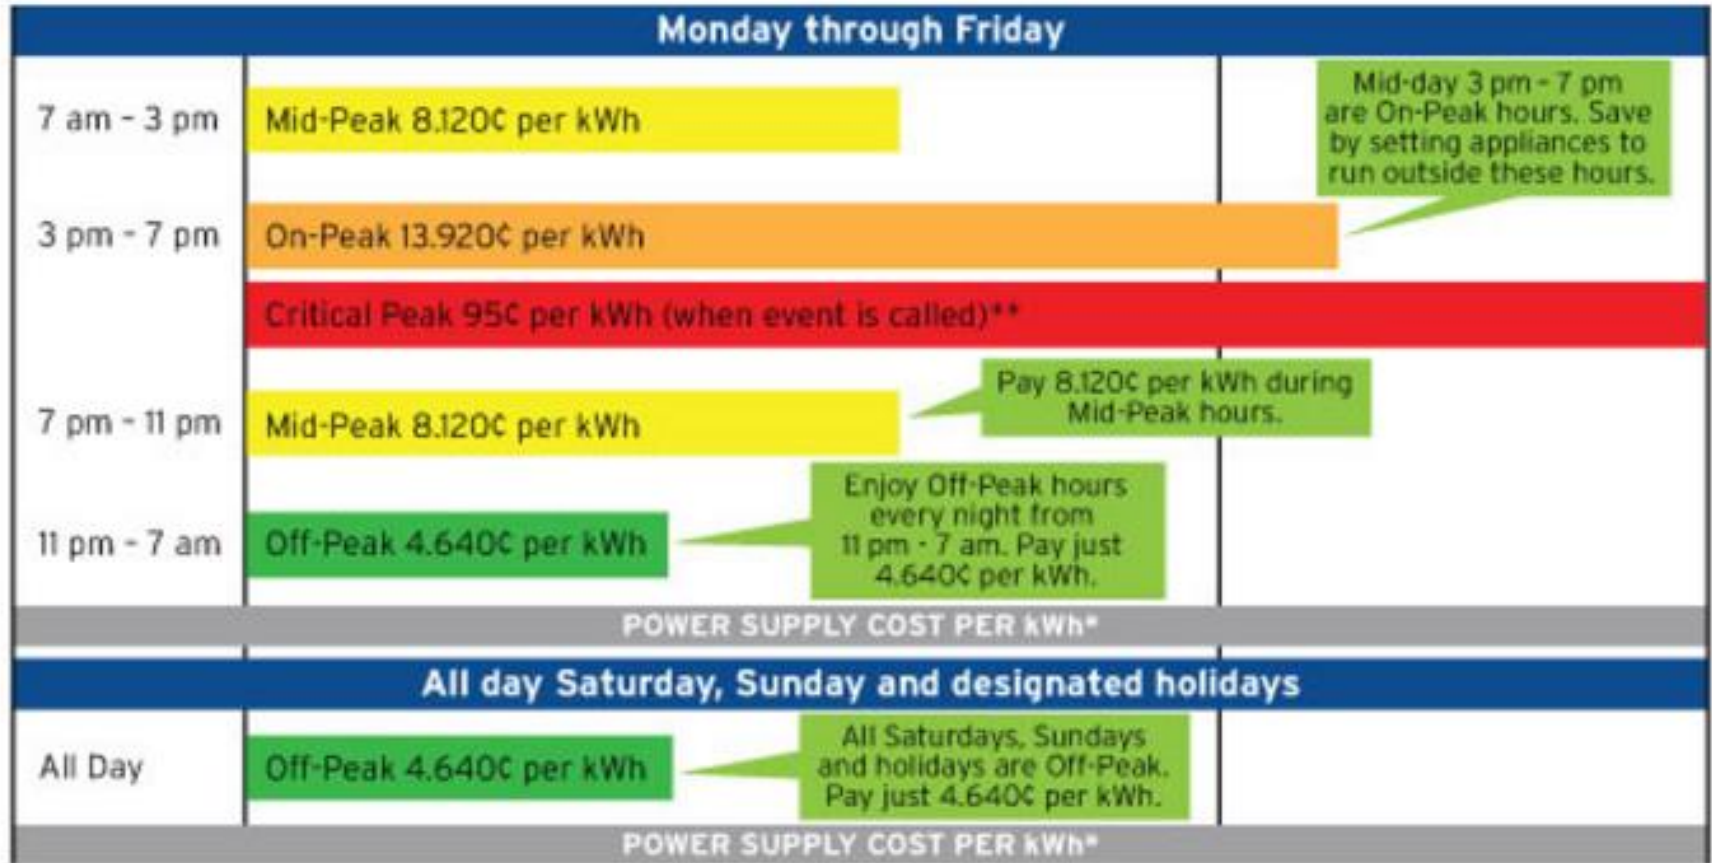 Monday through Friday
7 am - 3 pm
Mid-Peak 8.120¢ per kWh
Mid-day 3 pm - 7 pm
are On-Peak hours. Save
by setting appliances to
run outside these hours.
3 pm - 7 pm
On-Peak 13.920¢ per kWh
Critical Peak 95¢ per kWh (when event is called)**
7 pm - 11 pm
Mid-Peak 8.120¢ per kWh
Pay 8.120¢ per kWh during
Mid-Peak hours.
11 pm - 7 am
Off-Peak 4.640¢ per kWh
Enjoy Off-Peak hours
every night from
11 pm - 7 am. Pay just
4.640¢ per kWh.
POWER SUPPLY COST PER kWh*
All day Saturday, Sunday and designated holidays
All Day
Off-Peak 4.640¢ per kWh
All Saturdays, Sundays
and holidays are Off-Peak.
Pay just 4.640¢ per kWh.
POWER SUPPLY COST PER kWh*